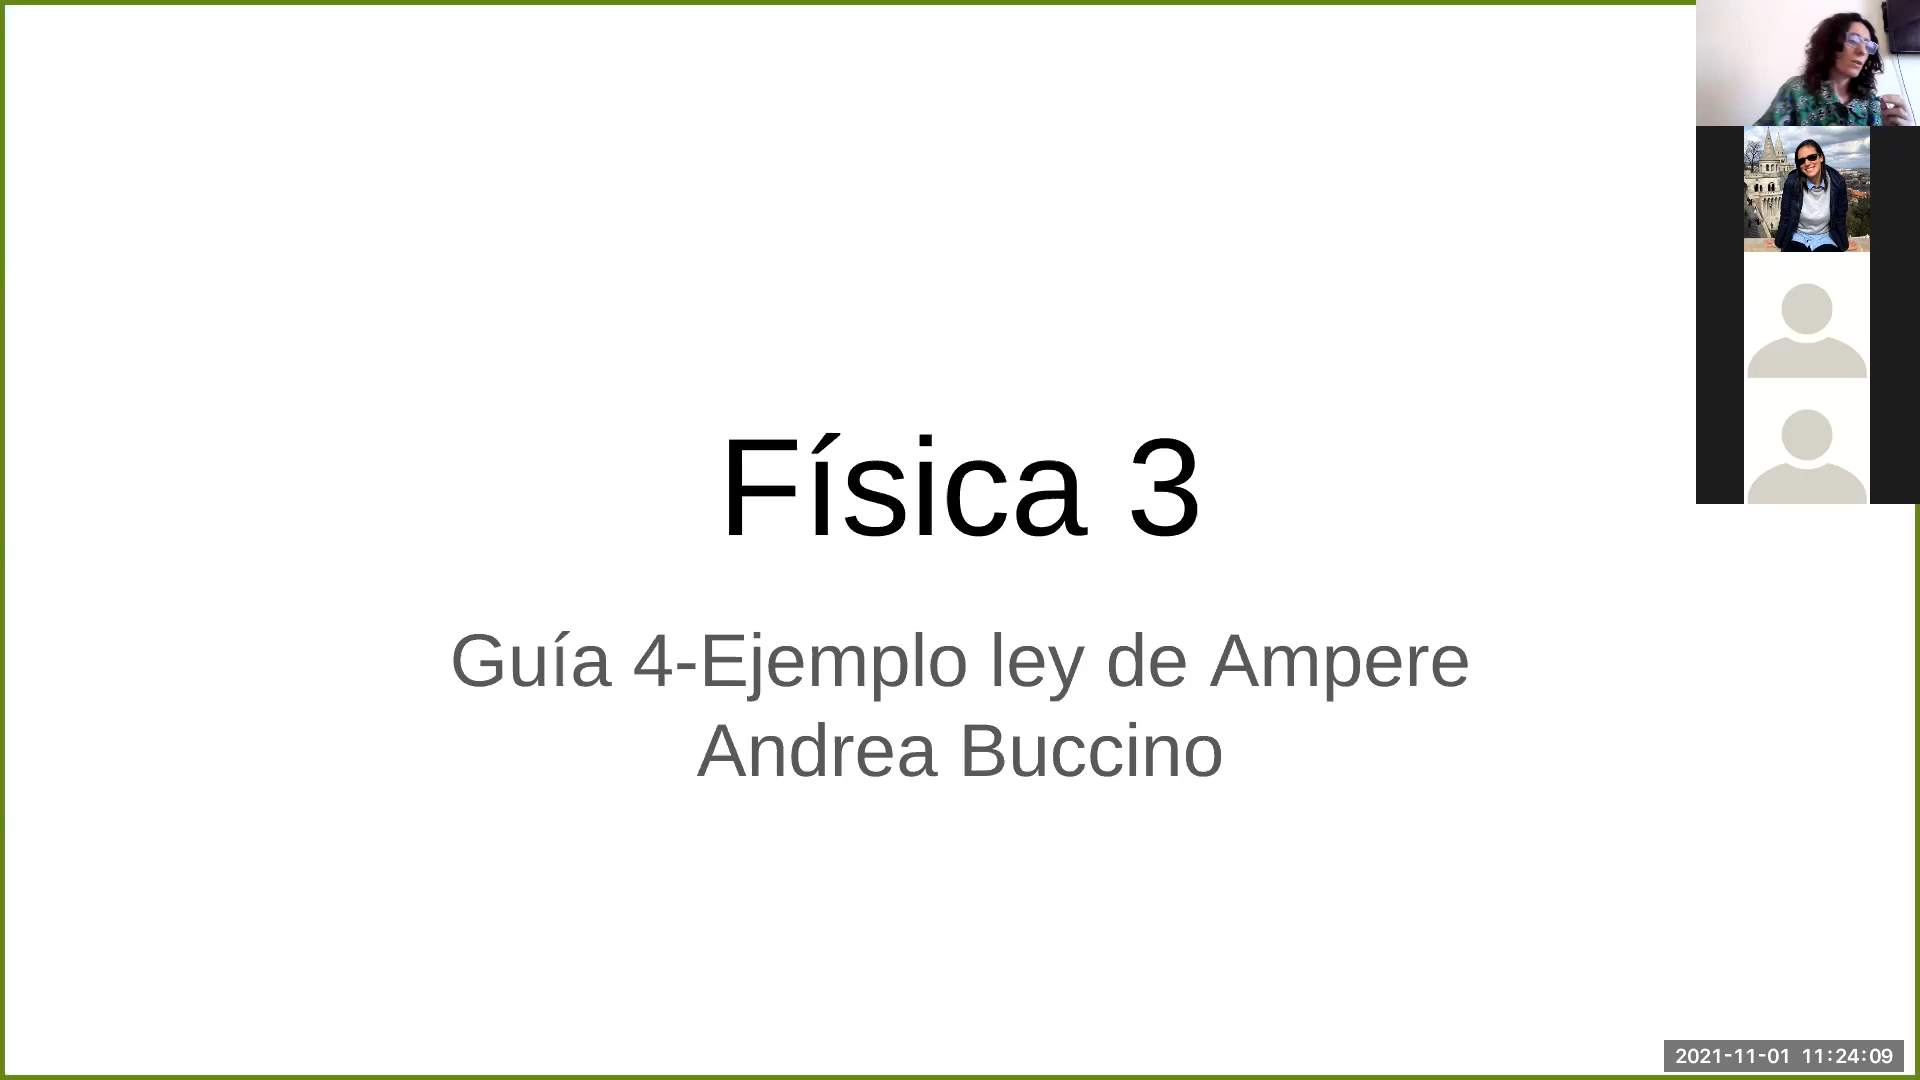 Física 3
Guía 4-Ejemplo ley de Ampere
Andrea Buccino
2021-11-01 11:24:09